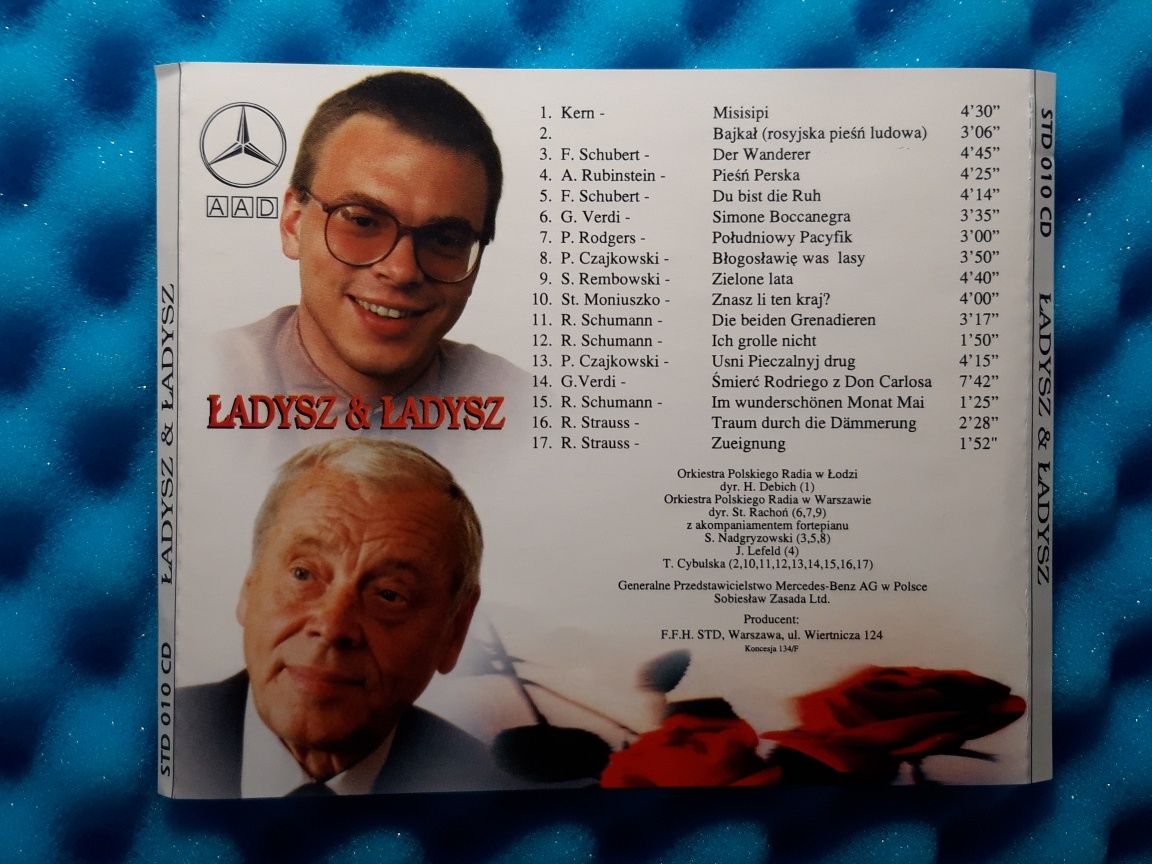 AAD
ŁADYSZ & ŁADYSZ
1. Kern - Misisipi 4'30"
2. Bajkał (rosyjska pieśń ludowa) 3'06"
3. F. Schubert - Der Wanderer 4'45"
4. A. Rubinstein - Pieśń Perska 4'25"
5. F. Schubert - Du bist die Ruh 4'14"
6. G. Verdi - Simone Boccanegra 3'35"
7. P. Rodgers - Południowy Pacyfik 3'00"
8. P. Czajkowski - Błogosławię was lasy 3'50"
9. S. Rembowski - Zielone lata 4'40"
10. St. Moniuszko - Znasz li ten kraj? 4'00"
11. R. Schumann - Die beiden Grenadieren 3'17"
12. R. Schumann - Ich grolle nicht 1'50"
13. P. Czajkowski - Usni Pieczalnyj drug 4'15"
14. G.Verdi - Śmierć Rodriego z Don Carlosa 7'42"
15. R. Schumann - Im wunderschönen Monat Mai 1'25"
16. R. Strauss - Traum durch die Dämmerung 2'28"
17. R. Strauss - Zueignung 1'52"
Orkiestra Polskiego Radia w Łodzi
dyr. H. Debich (1)
Orkiestra Polskiego Radia w Warszawie
dyr. St. Rachoń (6,7,9)
z akompaniamentem fortepianu
S. Nadgryzowski (3,5,8)
J. Lefeld (4)
T. Cybulska (2,10,11,12,13,14,15,16,17)
Generalne Przedstawicielstwo Mercedes-Benz AG w Polsce
Sobiesław Zasada Ltd.
Producent:
F.F.H. STD, Warszawa, ul. Wiertnicza 124
Koncesja 134/F
STD 010 CD ŁADYSZ & ŁADYSZ
STD 010 CD ŁADYSZ & ŁADYSZ